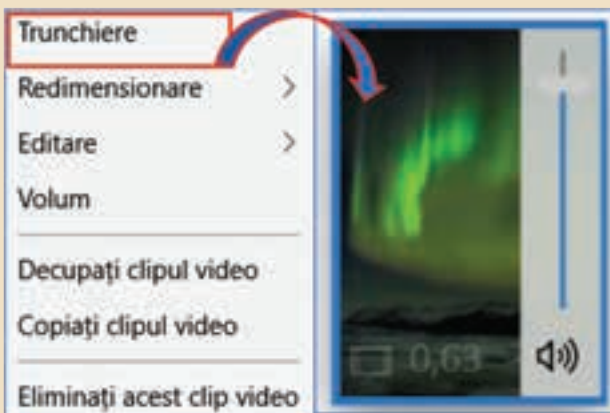 Trunchiere
Redimensionare
Editare
Volum
Decupați clipul video
Copiați clipul video
Eliminați acest clip video
0,63